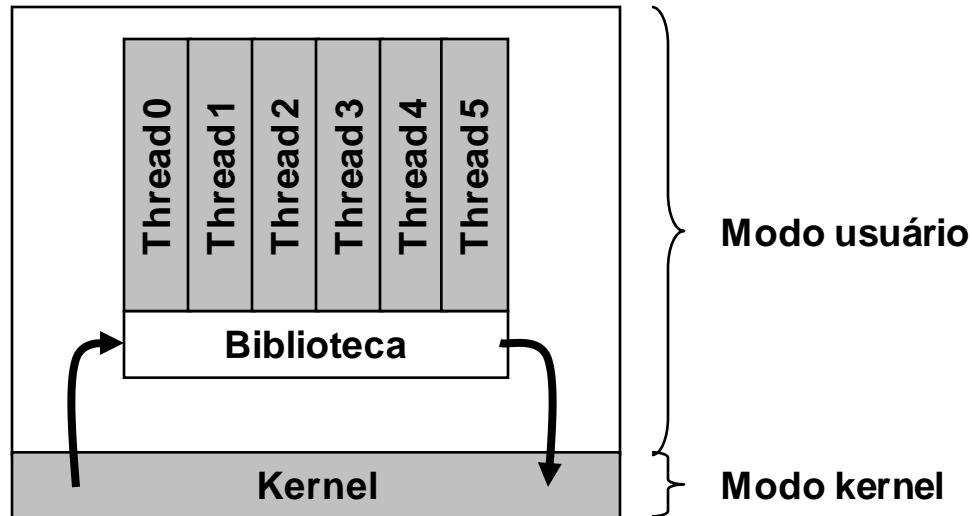 Thread 0
Thread 1
Thread 2
Thread 3
Thread 4
Thread 5
Biblioteca
Kernel
Modo usuário
Modo kernel